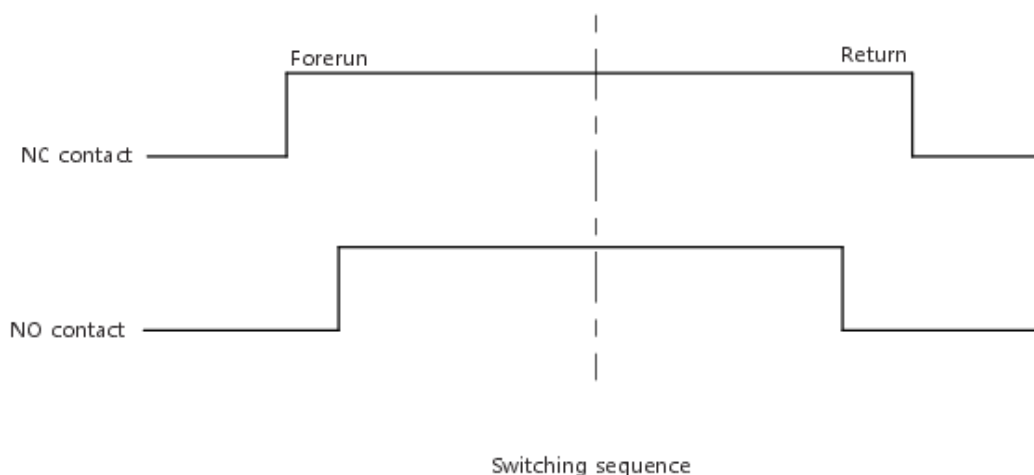 Forerun
Return
NC contact
NO contact
Switching sequence